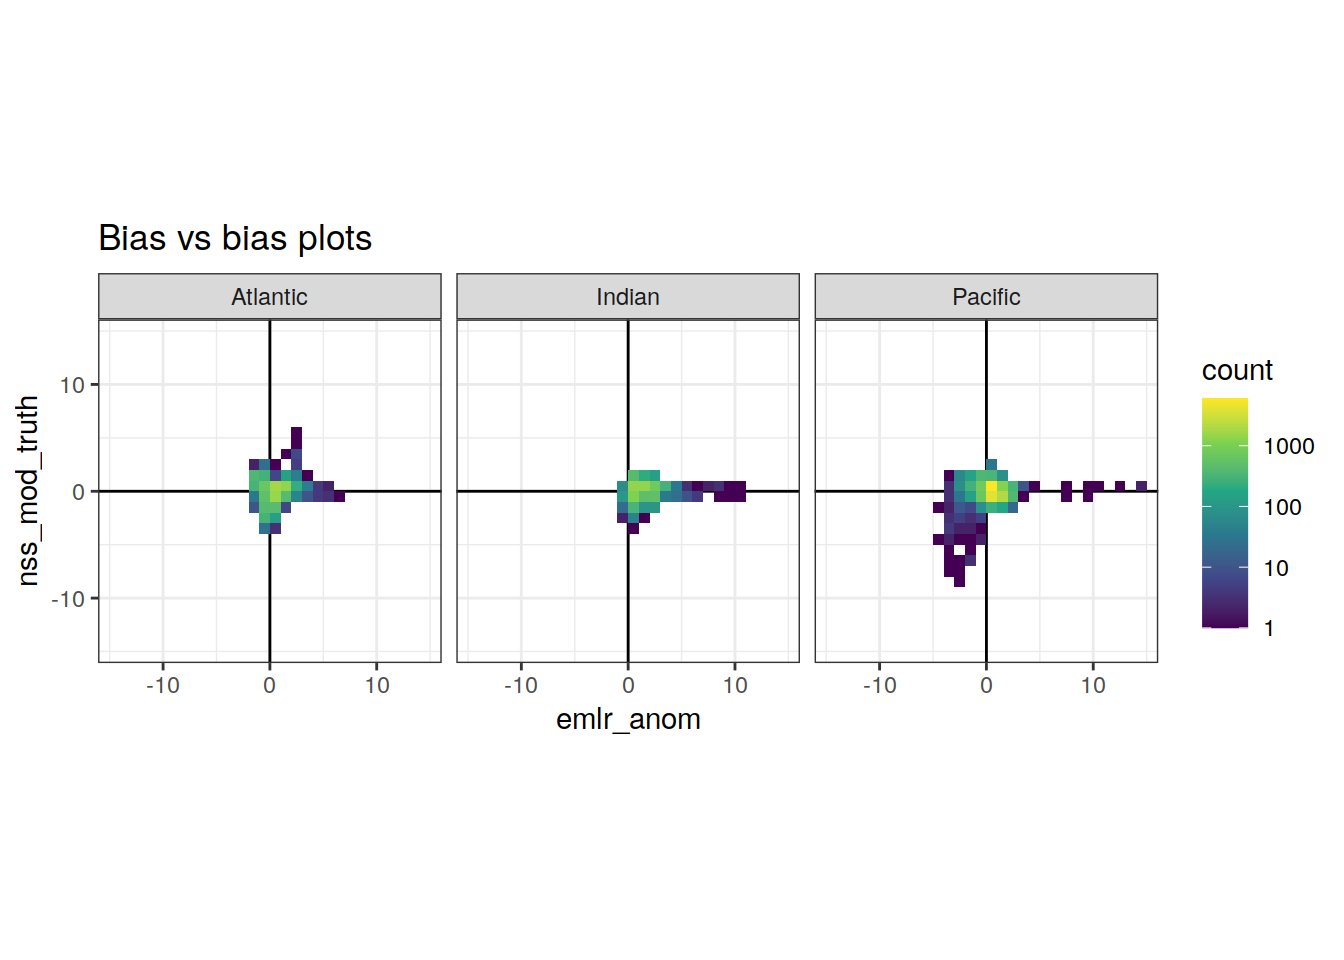 Bias vs bias plots
Atlantic
Indian
Pacific
nss_mod_truth
10
0
-10
-10 0 10
-10 0 10
-10 0 10
emlr_anom
count
1000
100
10
1